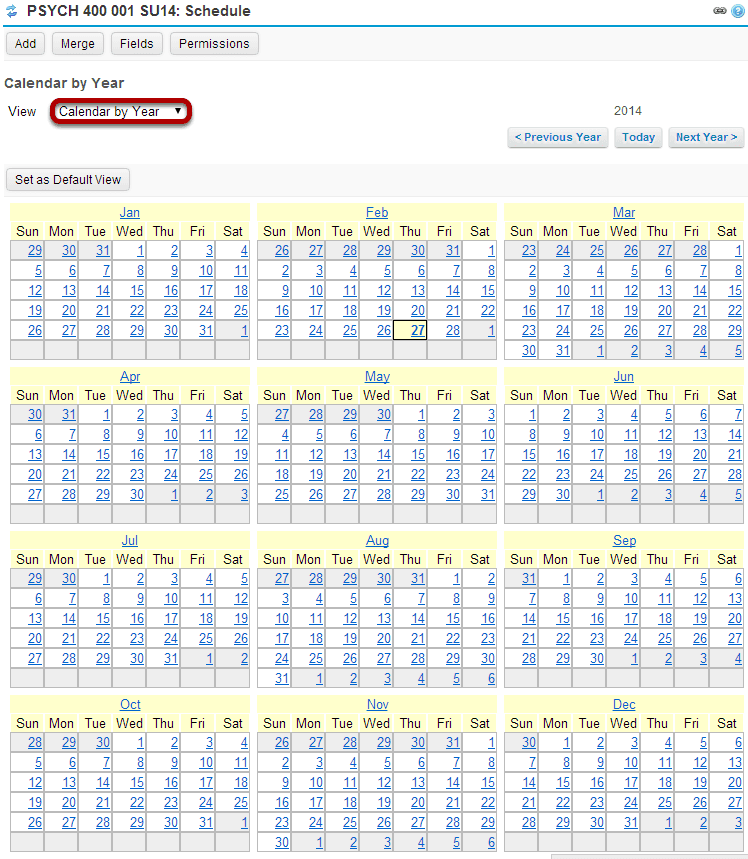 PSYCH 400 001 SU14: Schedule
Add Merge Fields Permissions
Calendar by Year
View Calendar by Year 2014
< Previous Year Today Next Year >
Set as Default View
Jan Feb Mar
Sun Mon Tue Wed Thu Fri Sat Sun Mon Tue Wed Thu Fri Sat Sun Mon Tue Wed Thu Fri Sat
29 30 31 1 2 3 4 26 27 28 29 30 31 1 23 24 25 26 27 28 1
5 6 7 8 9 10 11 2 3 4 5 6 7 8 2 3 4 5 6 7 8
12 13 14 15 16 17 18 9 10 11 12 13 14 15 9 10 11 12 13 14 15
19 20 21 22 23 24 25 16 17 18 19 20 21 22 16 17 18 19 20 21 22
26 27 28 29 30 31 1 23 24 25 26 27 28 1 23 24 25 26 27 28 29
30 31 1 2 3 4 5
Apr May Jun
Sun Mon Tue Wed Thu Fri Sat Sun Mon Tue Wed Thu Fri Sat Sun Mon Tue Wed Thu Fri Sat
30 31 1 2 3 4 5 27 28 29 30 1 2 3 1 2 3 4 5 6 7
6 7 8 9 10 11 12 4 5 6 7 8 9 10 8 9 10 11 12 13 14
13 14 15 16 17 18 19 11 12 13 14 15 16 17 15 16 17 18 19 20 21
20 21 22 23 24 25 26 18 19 20 21 22 23 24 22 23 24 25 26 27 28
27 28 29 30 1 2 3 25 26 27 28 29 30 31 29 30 1 2 3 4 5
Jul Aug Sep
Sun Mon Tue Wed Thu Fri Sat Sun Mon Tue Wed Thu Fri Sat Sun Mon Tue Wed Thu Fri Sat
29 30 1 2 3 4 5 27 28 29 30 31 1 2 31 1 2 3 4 5 6
6 7 8 9 10 11 12 3 4 5 6 7 8 9 7 8 9 10 11 12 13
13 14 15 16 17 18 19 10 11 12 13 14 15 16 14 15 16 17 18 19 20
20 21 22 23 24 25 26 17 18 19 20 21 22 23 21 22 23 24 25 26 27
27 28 29 30 31 1 2 24 25 26 27 28 29 30 28 29 30 1 2 3 4
31 1 2 3 4 5 6
Oct Nov Dec
Sun Mon Tue Wed Thu Fri Sat Sun Mon Tue Wed Thu Fri Sat Sun Mon Tue Wed Thu Fri Sat
28 29 30 1 2 3 4 26 27 28 29 30 31 1 30 1 2 3 4 5 6
5 6 7 8 9 10 11 2 3 4 5 6 7 8 7 8 9 10 11 12 13
12 13 14 15 16 17 18 9 10 11 12 13 14 15 14 15 16 17 18 19 20
19 20 21 22 23 24 25 16 17 18 19 20 21 22 21 22 23 24 25 26 27
26 27 28 29 30 31 1 23 24 25 26 27 28 29 28 29 30 31 1 2 3
30 1 2 3 4 5 6